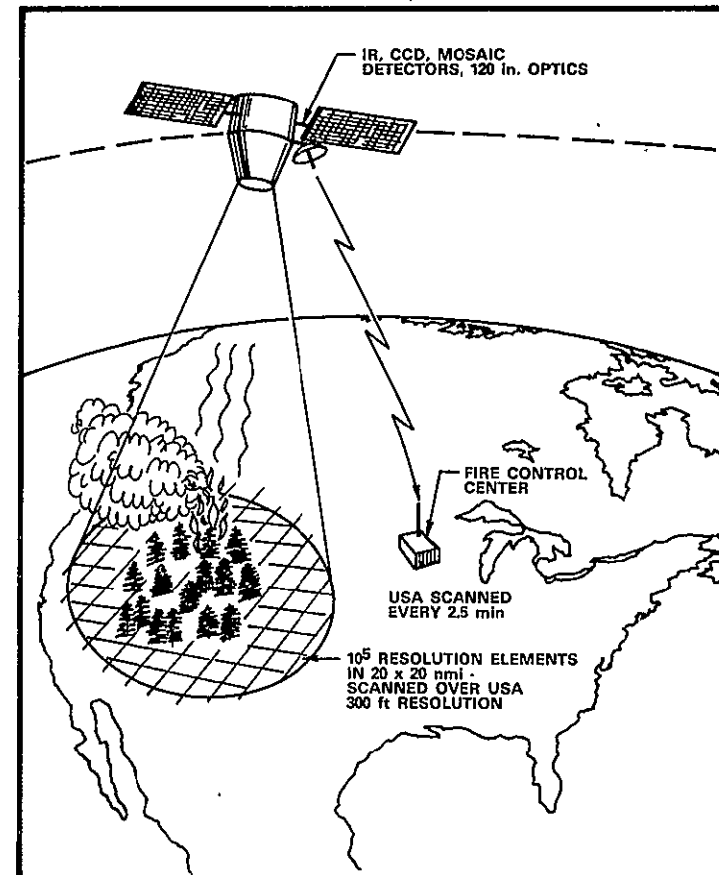 IR, CCD, MOSAIC
DETECTORS, 120 in. OPTICS
FIRE CONTROL
CENTER
USA SCANNED
EVERY 2.5 min
10⁵ RESOLUTION ELEMENTS
IN 20 x 20 nmi -
SCANNED OVER USA
300 ft RESOLUTION